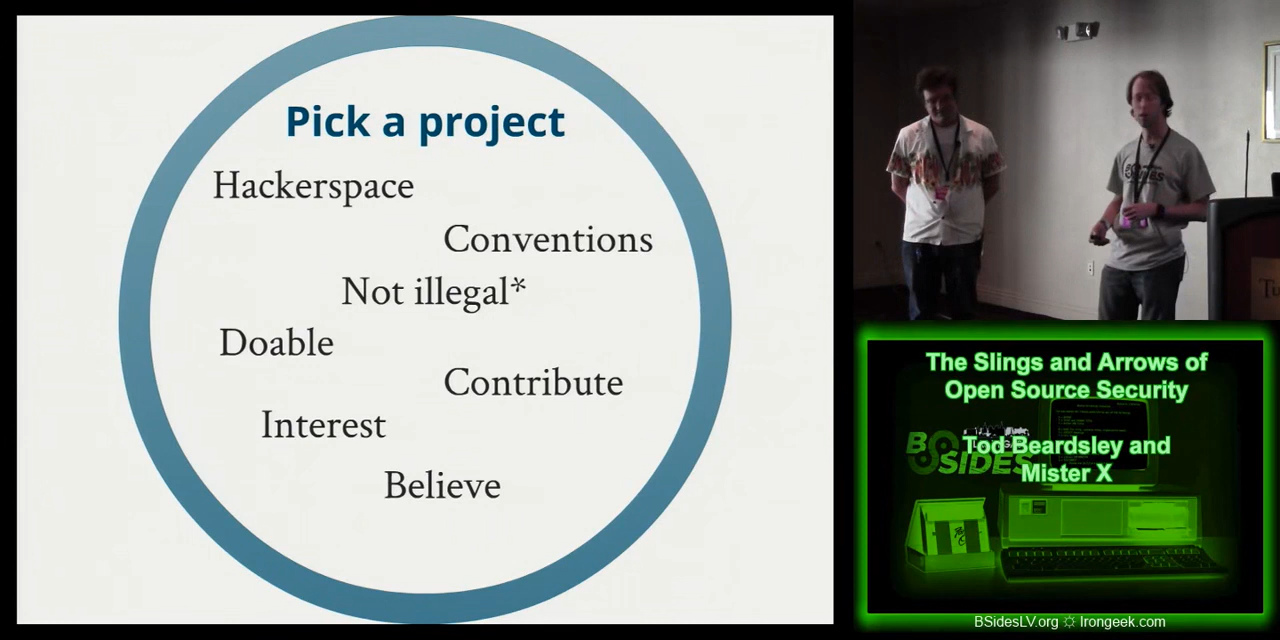 Pick a project
Hackerspace
Conventions
Not illegal*
Doable
Contribute
Interest
Believe
BSIDES
The Slings and Arrows of
Open Source Security
Tod Beardsley and
Mister X
BSIDES
BSidesLV.org ☼ Irongeek.com